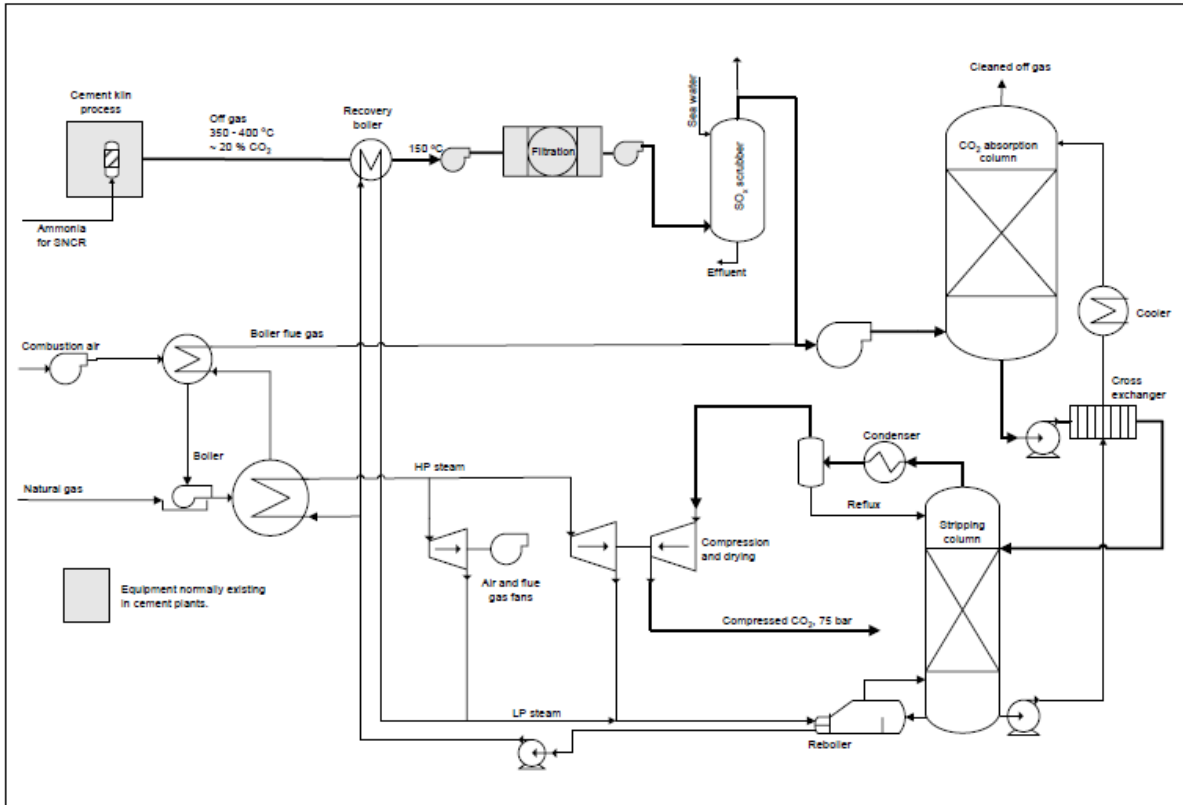 Cement kiln
process
Off gas
350 - 400 °C
~ 20 % CO₂
Recovery
boiler
150 °C
Filtration
Sea water
SOₓ scrubber
Effluent
Cleaned off gas
CO₂ absorption
column
Ammonia
for SNCR
Cooler
Combustion air
Boiler flue gas
Cross
exchanger
Boiler
Natural gas
HP steam
Condenser
Reflux
Stripping
column
Compression
and drying
Air and flue
gas fans
Equipment normally existing
in cement plants.
Compressed CO₂, 75 bar
LP steam
Reboiler